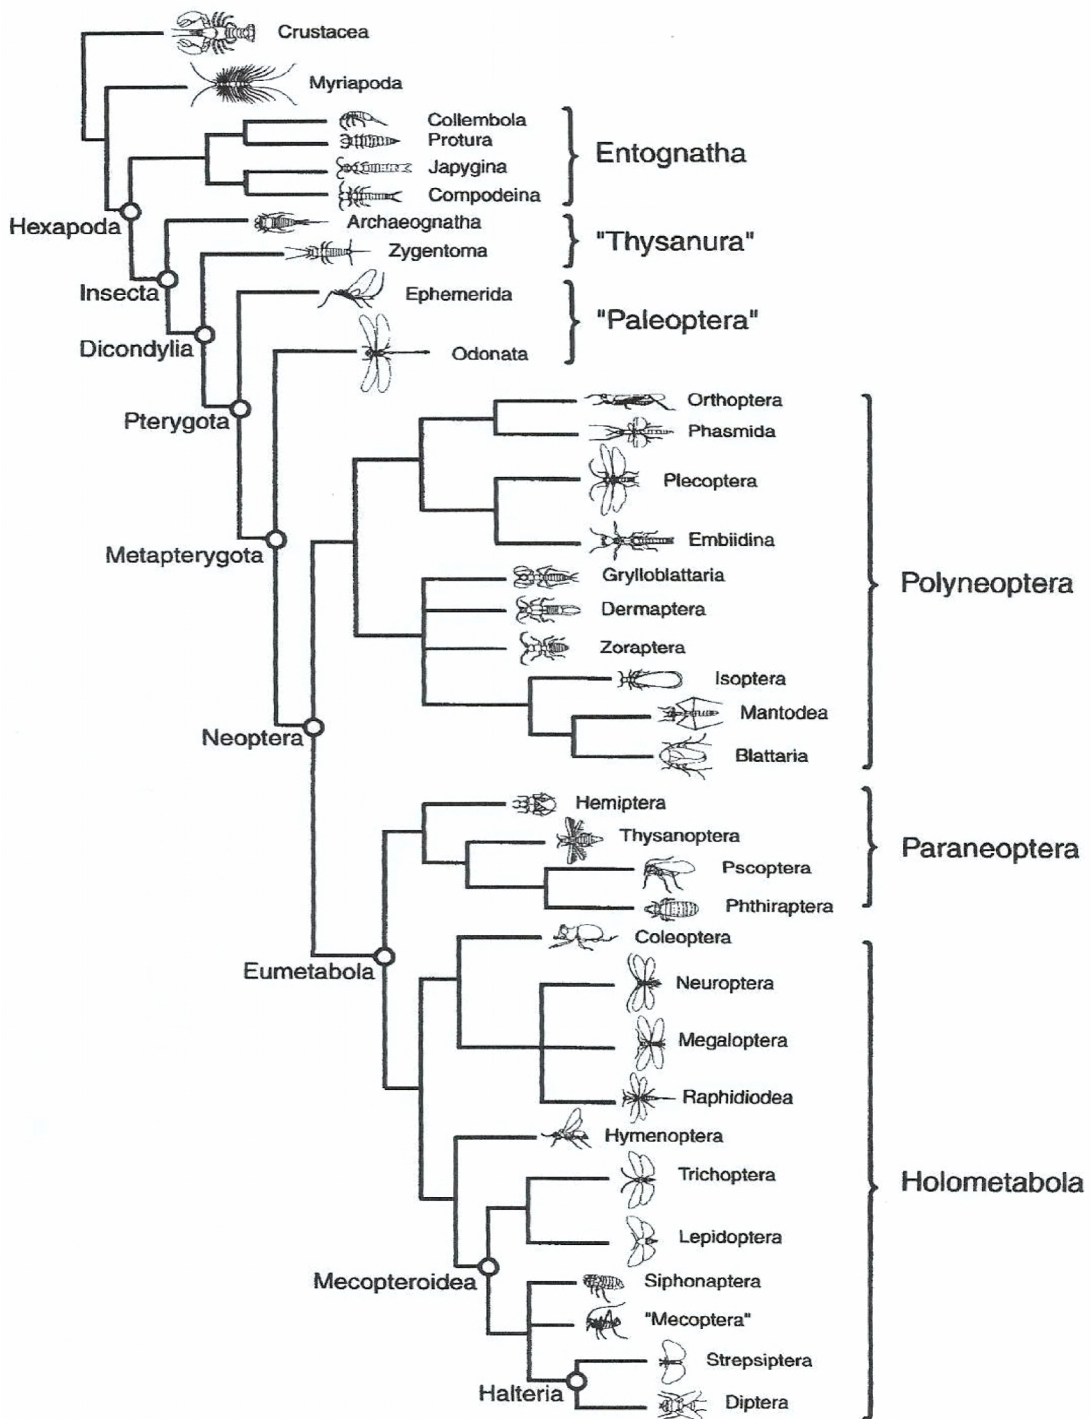 Crustacea
Myriapoda
Collembola
Protura
Entognatha
Japygina
Compodeina
Hexapoda
Archaeognatha
"Thysanura"
Zygentoma
Insecta
Ephemerida
"Paleoptera"
Dicondylia
Odonata
Pterygota
Orthoptera
Phasmida
Plecoptera
Embiidina
Metapterygota
Grylloblattaria
Polyneoptera
Dermaptera
Zoraptera
Isoptera
Mantodea
Neoptera
Blattaria
Hemiptera
Thysanoptera
Paraneoptera
Pscoptera
Phthiraptera
Coleoptera
Eumetabola
Neuroptera
Megaloptera
Raphidiodea
Hymenoptera
Trichoptera
Holometabola
Lepidoptera
Mecopteroidea
Siphonaptera
"Mecoptera"
Strepsiptera
Halteria
Diptera